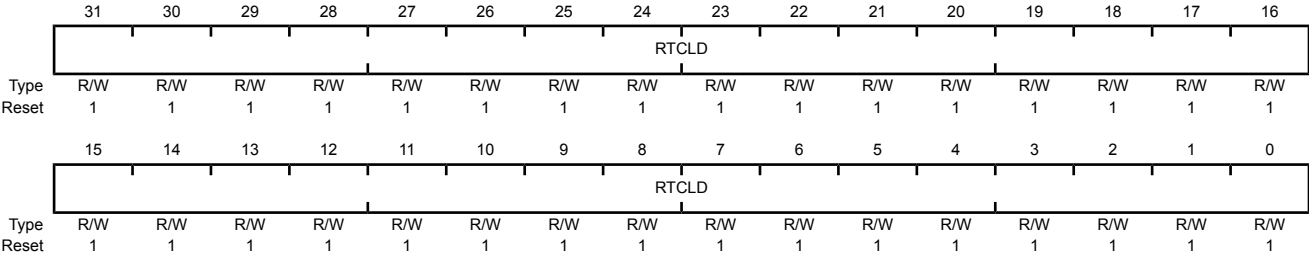 31 30 29 28 27 26 25 24 23 22 21 20 19 18 17 16
RTCLD
Type R/W R/W R/W R/W R/W R/W R/W R/W R/W R/W R/W R/W R/W R/W R/W R/W
Reset 1 1 1 1 1 1 1 1 1 1 1 1 1 1 1 1
15 14 13 12 11 10 9 8 7 6 5 4 3 2 1 0
RTCLD
Type R/W R/W R/W R/W R/W R/W R/W R/W R/W R/W R/W R/W R/W R/W R/W R/W
Reset 1 1 1 1 1 1 1 1 1 1 1 1 1 1 1 1